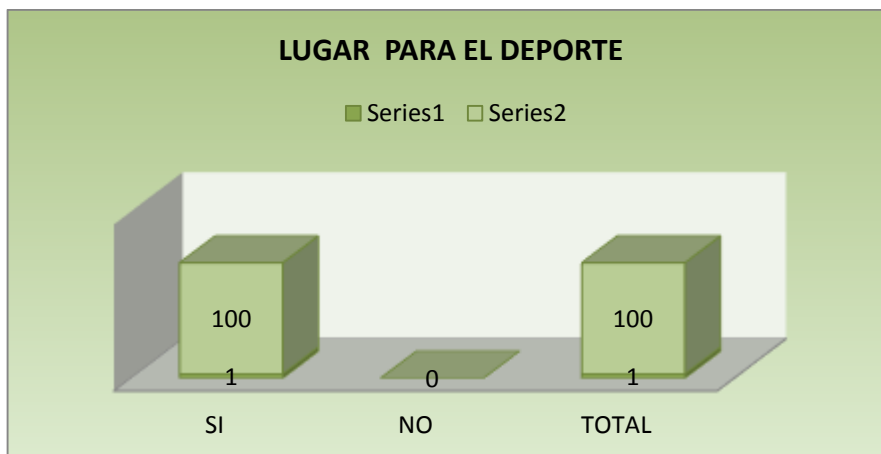 LUGAR PARA EL DEPORTE
Series1 Series2
100 100
1 0 1
SI NO TOTAL